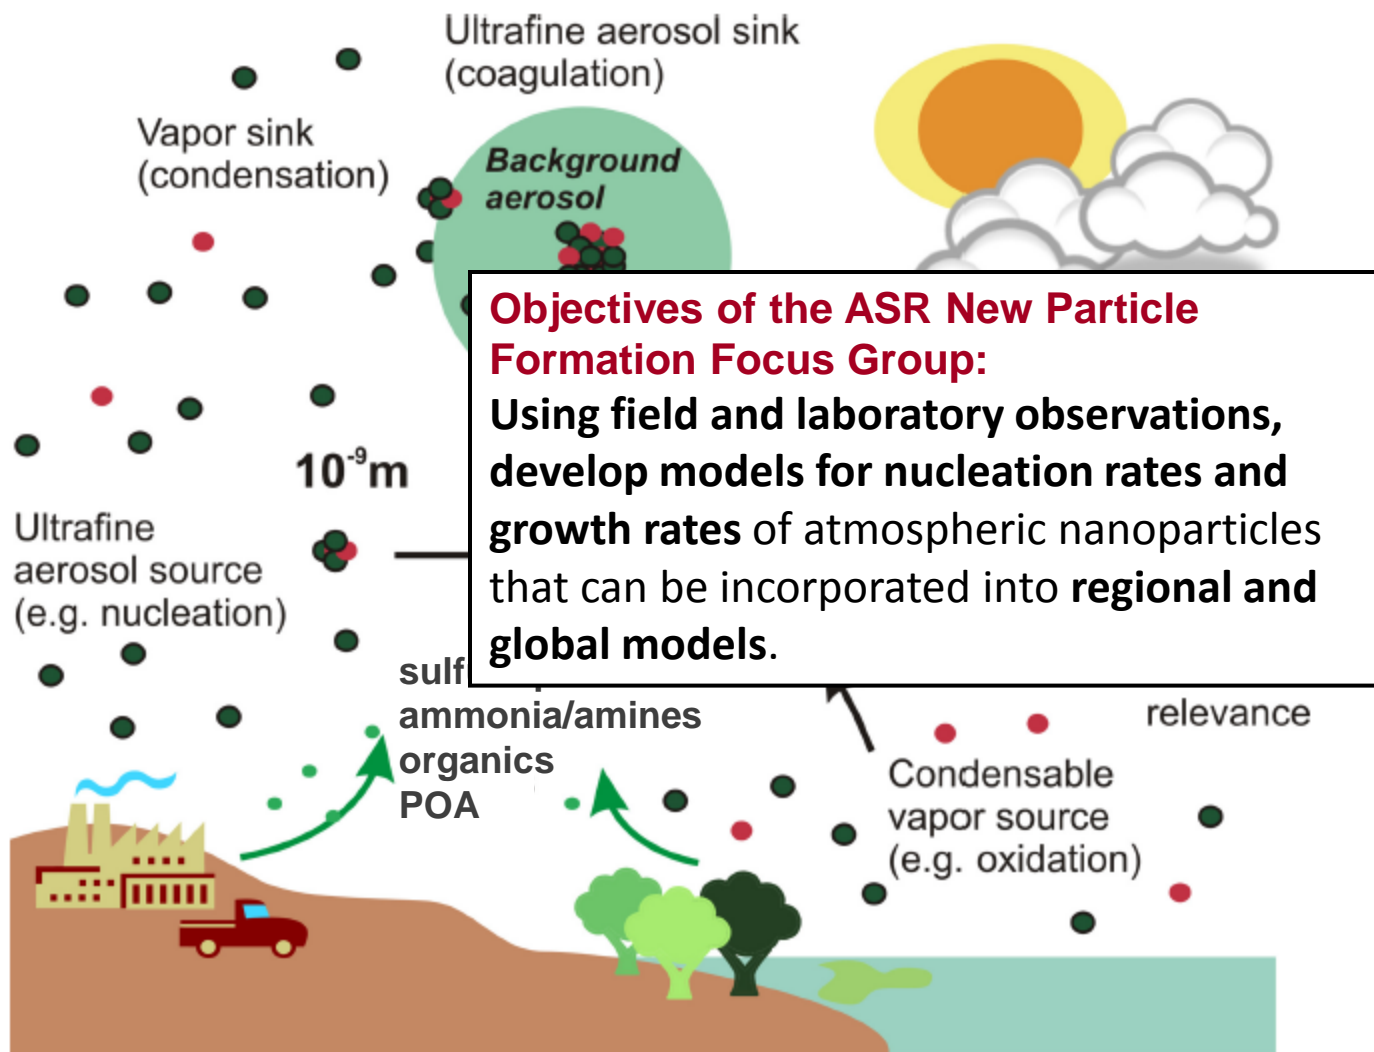 Ultrafine aerosol sink
(coagulation)
Vapor sink
(condensation)
Background
aerosol
Objectives of the ASR New Particle
Formation Focus Group:
Using field and laboratory observations,
develop models for nucleation rates and
growth rates of atmospheric nanoparticles
that can be incorporated into regional and
global models.
10⁻⁹m
Ultrafine
aerosol source
(e.g. nucleation)
ammonia/amines
organics
POA
relevance
Condensable
vapor source
(e.g. oxidation)